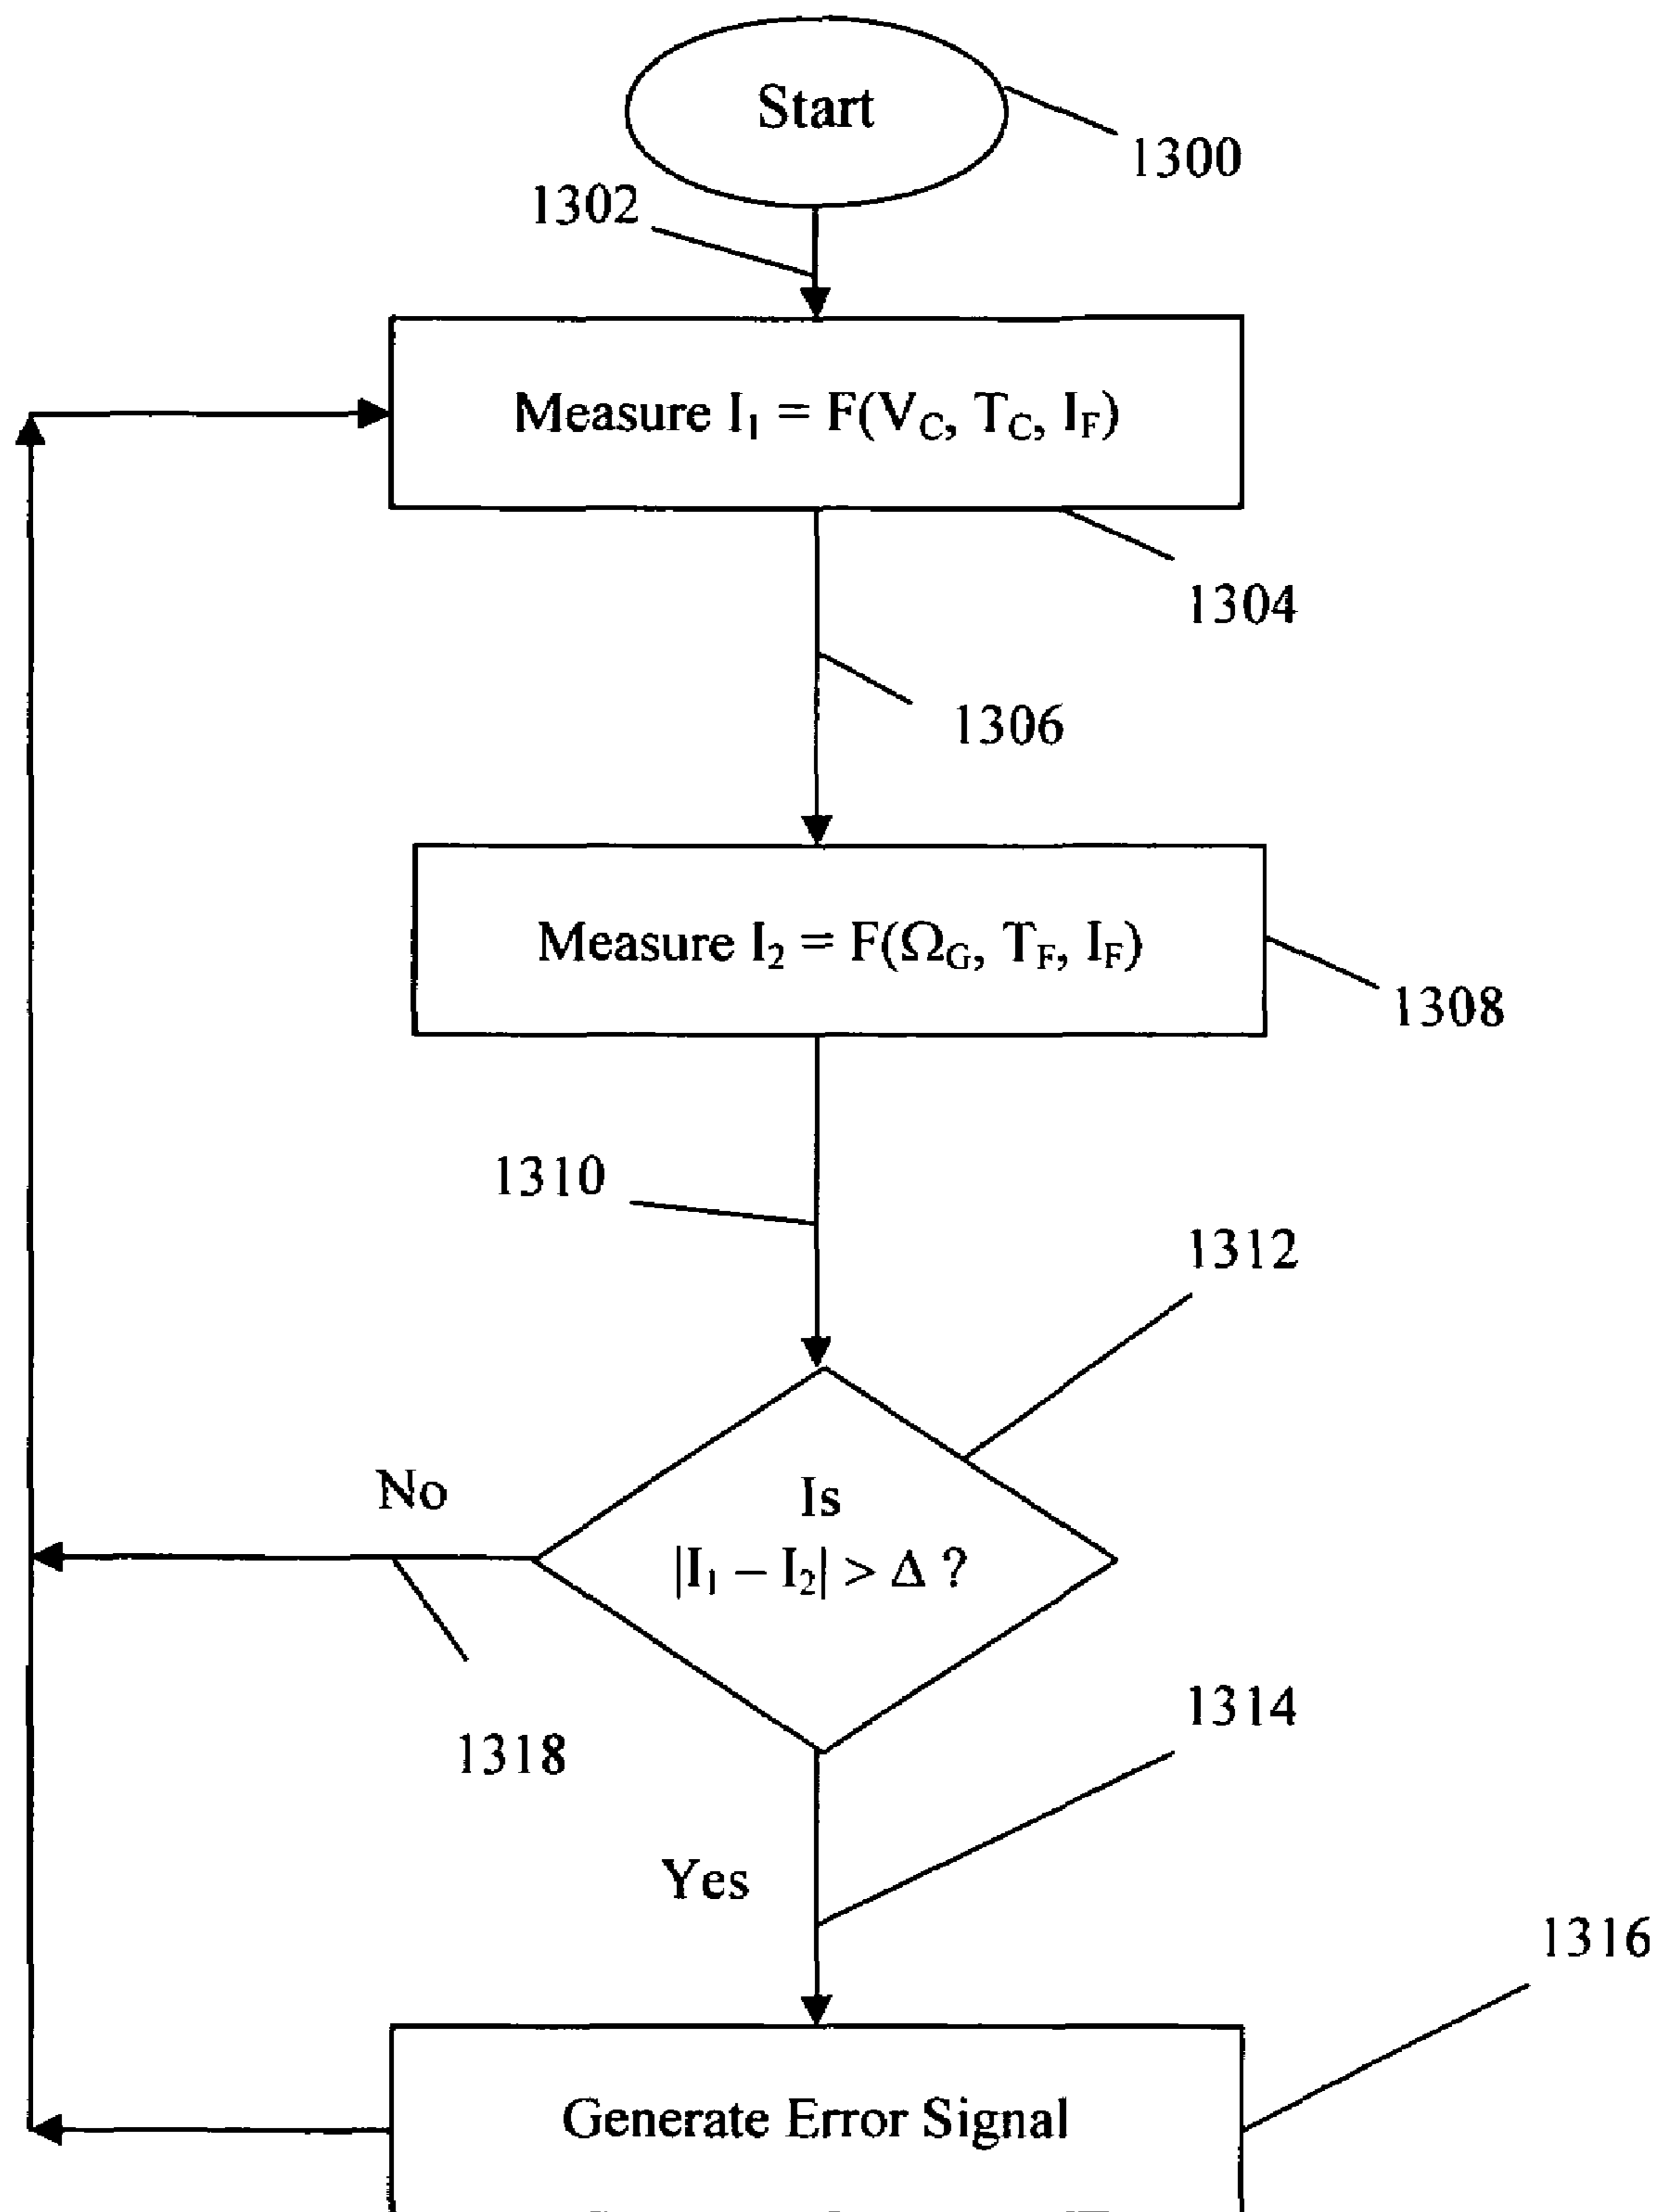 Start
1300
1302
Measure I₁ = F(V_C, T_C, I_F)
1304
1306
Measure I₂ = F(Ω_G, T_F, I_F)
1308
1310
1312
No
Is
|I₁ – I₂| > Δ ?
1318
1314
Yes
1316
Generate Error Signal